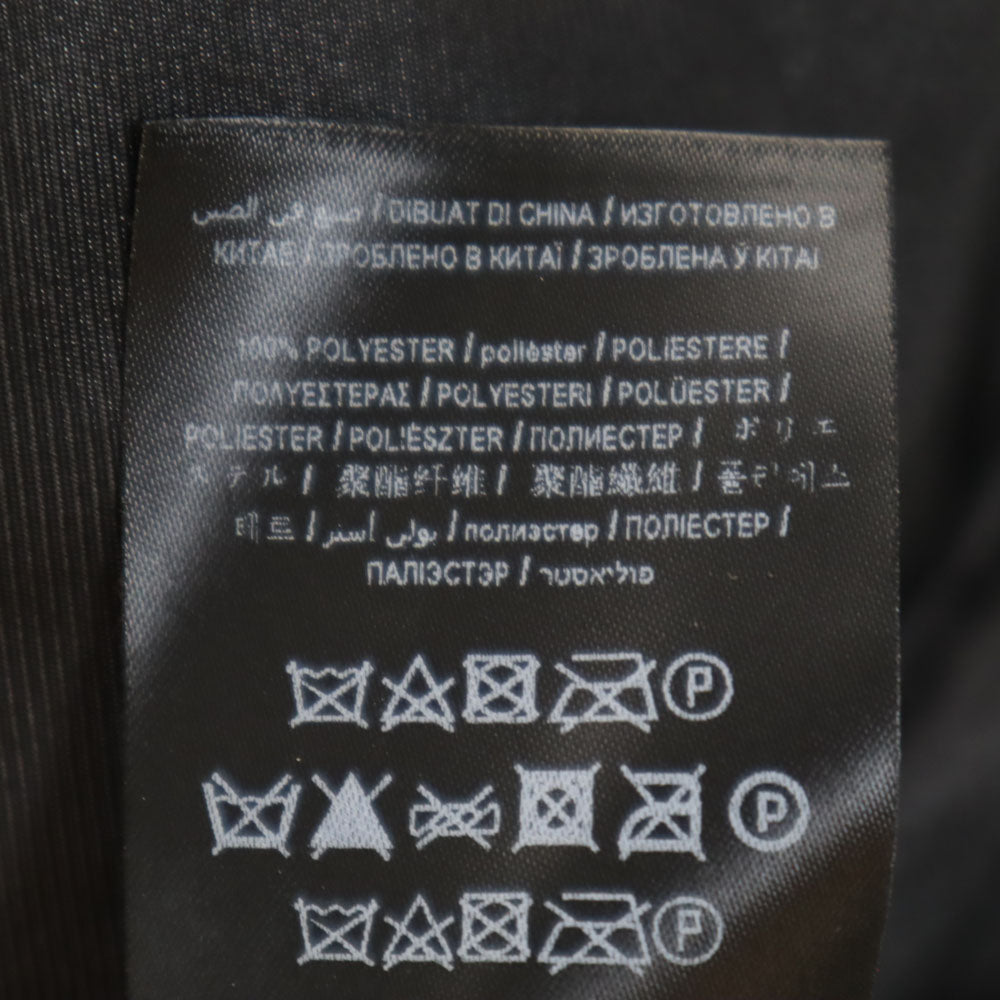 صنع في الصين / DIBUAT DI CHINA / ИЗГОТОВЛЕНО В
КИТАЕ / ЗРОБЛЕНО В КИТАЇ / ЗРОБЛЕНА Ў КІТАІ
100% POLYESTER / poliéster / POLIESTERE /
ΠΟΛΥΕΣΤΕΡΑΣ / POLYESTERI / POLÜESTER /
POLIESTER / POLIÉSZTER / ПОЛИЕСТЕР / ポリエ
ステル / 聚酯纤维 / 聚酯纖維 / 폴리에스
테르 / بولي أستر / полиэстер / ПОЛІЕСТЕР /
ПАЛІЭСТЭР / פוליאסטר
P
P
P